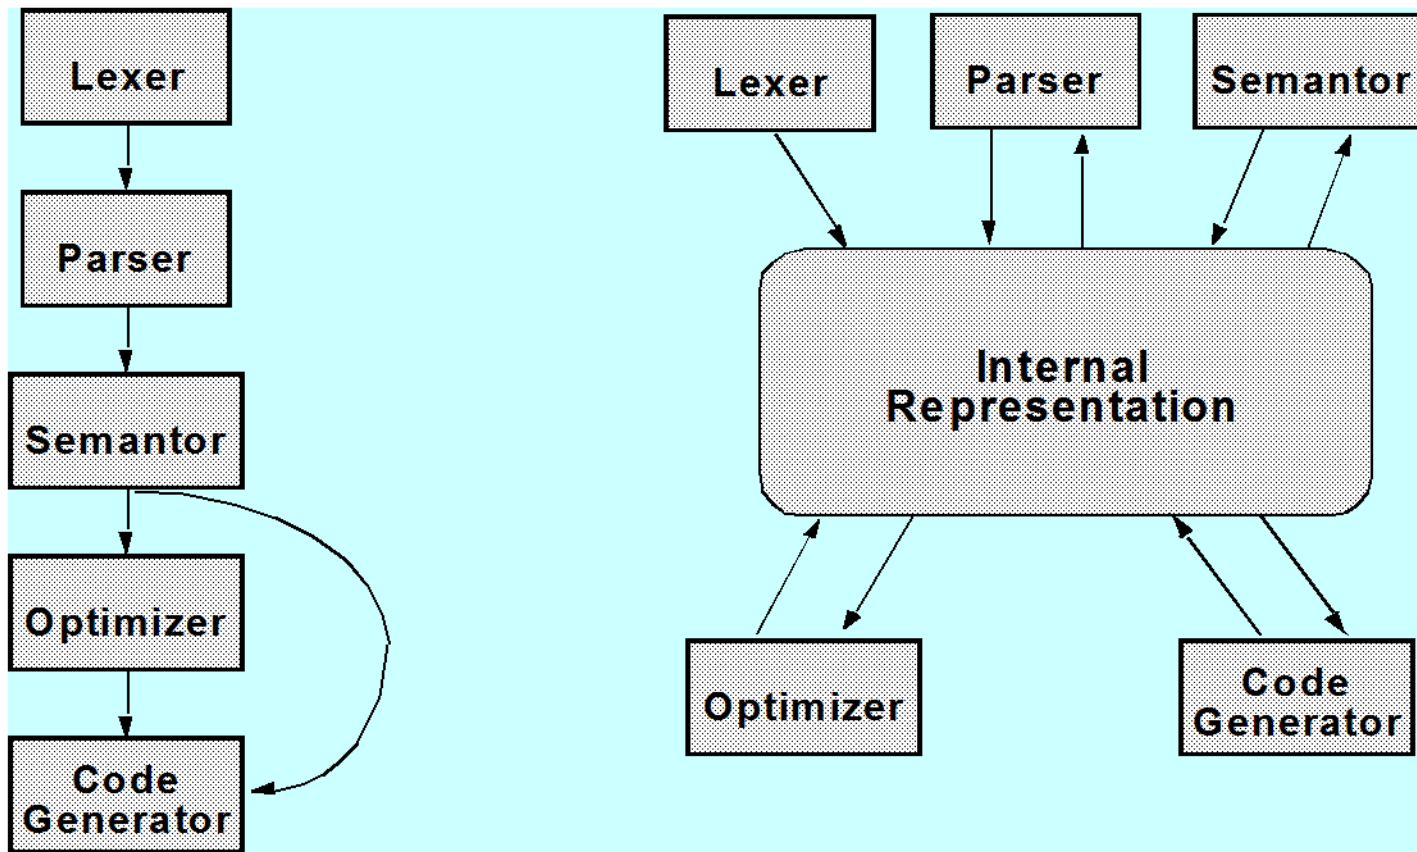 Lexer
Parser
Semantor
Optimizer
Code
Generator
Lexer
Parser
Semantor
Internal
Representation
Optimizer
Code
Generator